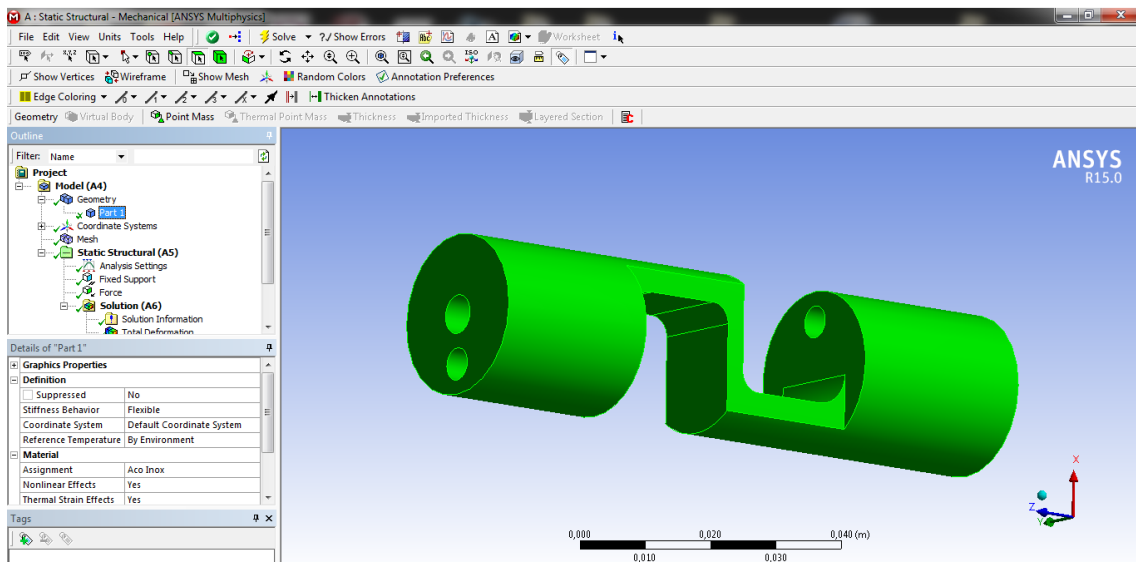 A : Static Structural - Mechanical [ANSYS Multiphysics]
File Edit View Units Tools Help Solve ?/ Show Errors Worksheet
Show Vertices Wireframe Show Mesh Random Colors Annotation Preferences
Edge Coloring Thicken Annotations
Geometry Virtual Body Point Mass Thermal Point Mass Thickness Imported Thickness Layered Section
Outline
Filter: Name
Project
Model (A4)
Geometry
Part 1
Coordinate Systems
Mesh
Static Structural (A5)
Analysis Settings
Fixed Support
Force
Solution (A6)
Solution Information
Total Deformation
Details of "Part 1"
Graphics Properties
Definition
Suppressed No
Stiffness Behavior Flexible
Coordinate System Default Coordinate System
Reference Temperature By Environment
Material
Assignment Aco Inox
Nonlinear Effects Yes
Thermal Strain Effects Yes
Tags
ANSYS
R15.0
X
Z
Y
0,000 0,020 0,040 (m)
0,010 0,030